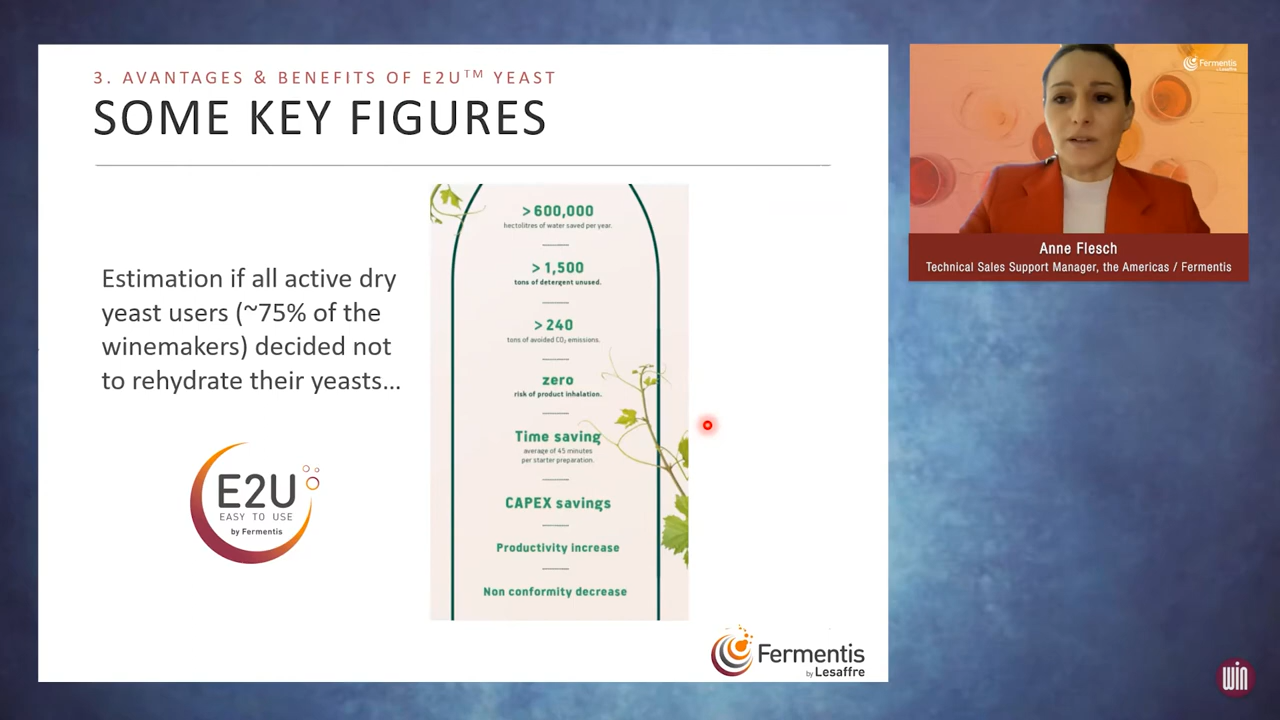 3. AVANTAGES & BENEFITS OF E2U™ YEAST
SOME KEY FIGURES
Estimation if all active dry
yeast users (~75% of the
winemakers) decided not
to rehydrate their yeasts...
E2U
EASY TO USE
by Fermentis
> 600,000
hectolitres of water saved per year.
> 1,500
tons of detergent unused.
> 240
tons of avoided CO₂ emissions.
zero
risk of product inhalation.
Time saving
average of 45 minutes
per starter preparation.
CAPEX savings
Productivity increase
Non conformity decrease
Fermentis
by Lesaffre
Fermentis
by Lesaffre
Anne Flesch
Technical Sales Support Manager, the Americas / Fermentis
win